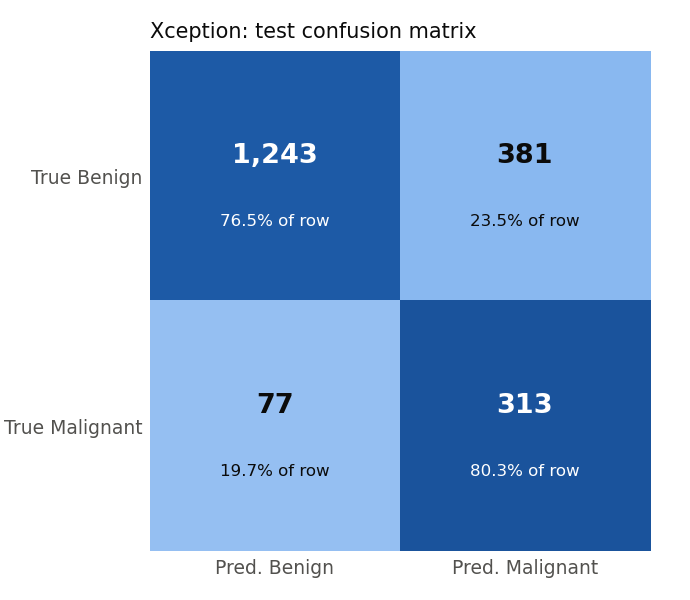 Xception: test confusion matrix
True Benign
1,243
381
76.5% of row
23.5% of row
True Malignant
77
313
19.7% of row
80.3% of row
Pred. Benign
Pred. Malignant